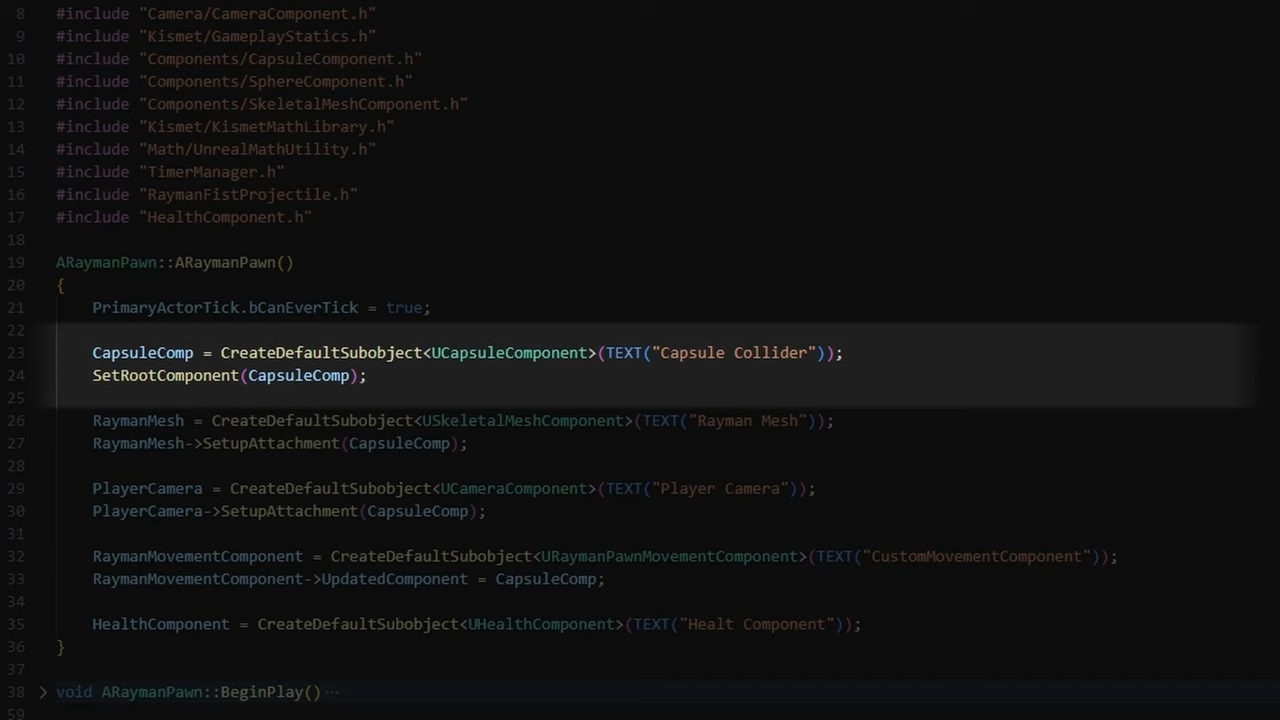 8 #include "Camera/CameraComponent.h"
9 #include "Kismet/GameplayStatics.h"
10 #include "Components/CapsuleComponent.h"
11 #include "Components/SphereComponent.h"
12 #include "Components/SkeletalMeshComponent.h"
13 #include "Kismet/KismetMathLibrary.h"
14 #include "Math/UnrealMathUtility.h"
15 #include "TimerManager.h"
16 #include "RaymanFistProjectile.h"
17 #include "HealthComponent.h"
18
19 ARaymanPawn::ARaymanPawn()
20 {
21 PrimaryActorTick.bCanEverTick = true;
22
23 CapsuleComp = CreateDefaultSubobject<UCapsuleComponent>(TEXT("Capsule Collider"));
24 SetRootComponent(CapsuleComp);
25
26 RaymanMesh = CreateDefaultSubobject<USkeletalMeshComponent>(TEXT("Rayman Mesh"));
27 RaymanMesh->SetupAttachment(CapsuleComp);
28
29 PlayerCamera = CreateDefaultSubobject<UCameraComponent>(TEXT("Player Camera"));
30 PlayerCamera->SetupAttachment(CapsuleComp);
31
32 RaymanMovementComponent = CreateDefaultSubobject<URaymanPawnMovementComponent>(TEXT("CustomMovementComponent"));
33 RaymanMovementComponent->UpdatedComponent = CapsuleComp;
34
35 HealthComponent = CreateDefaultSubobject<UHealthComponent>(TEXT("Healt Component"));
36 }
37
38 > void ARaymanPawn::BeginPlay() ···
59